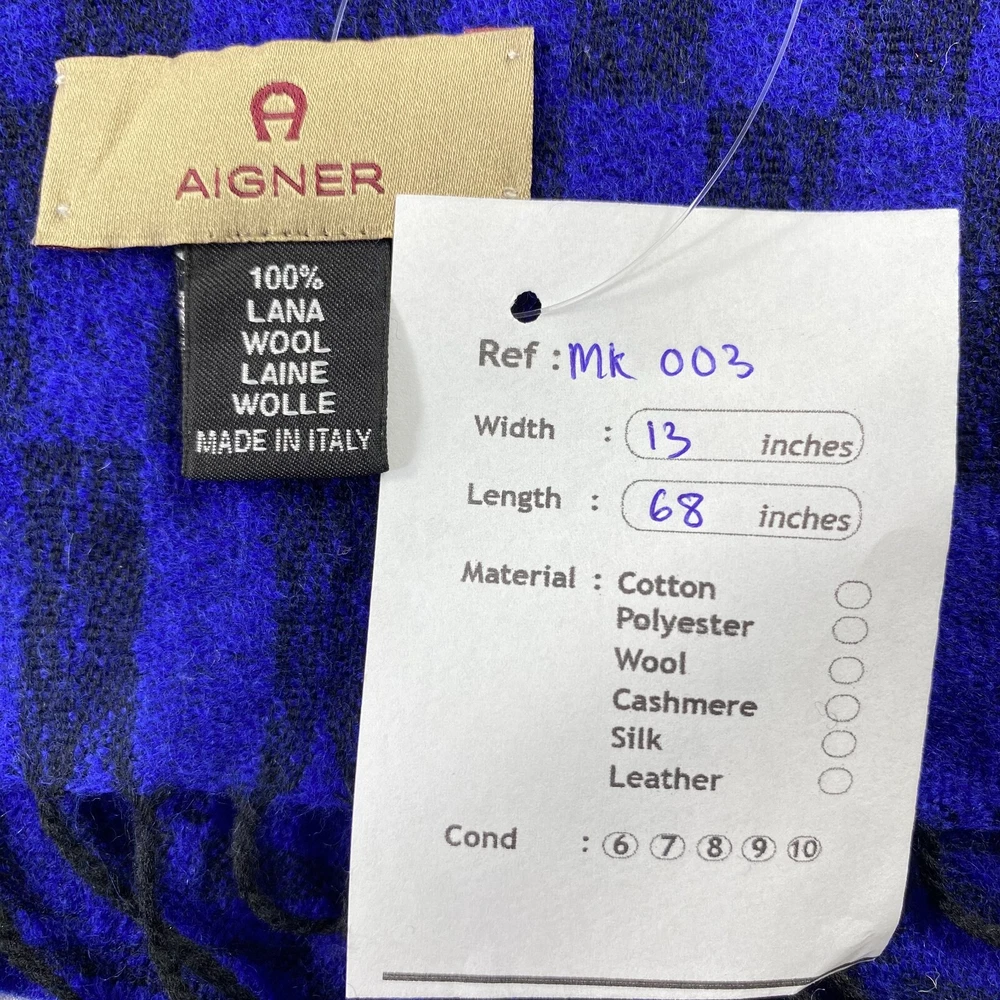 A
AIGNER
100%
LANA
WOOL
LAINE
WOLLE
MADE IN ITALY
Ref : MK 003
Width : 13 inches
Length : 68 inches
Material : Cotton
Polyester
Wool
Cashmere
Silk
Leather
Cond : 6 7 8 9 10